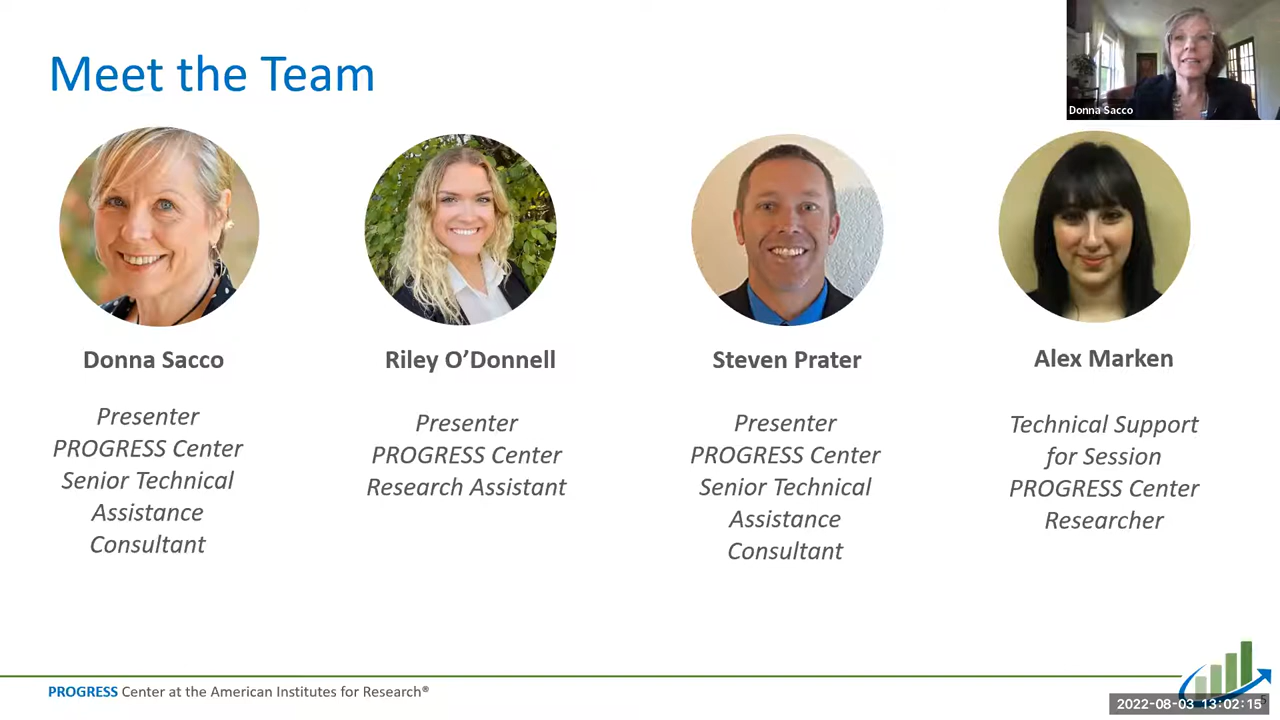 Meet the Team
Donna Sacco
Donna Sacco
Presenter
PROGRESS Center
Senior Technical
Assistance
Consultant
Riley O’Donnell
Presenter
PROGRESS Center
Research Assistant
Steven Prater
Presenter
PROGRESS Center
Senior Technical
Assistance
Consultant
Alex Marken
Technical Support
for Session
PROGRESS Center
Researcher
PROGRESS Center at the American Institutes for Research®
2022-08-03 13:02:15
5